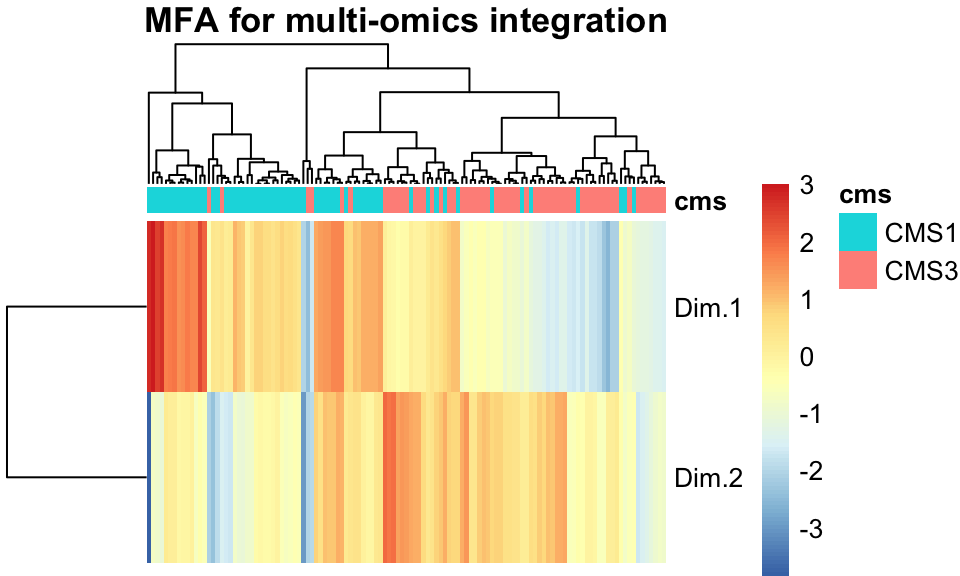 MFA for multi-omics integration
cms
Dim.1
Dim.2
3
2
1
0
-1
-2
-3
cms
CMS1
CMS3